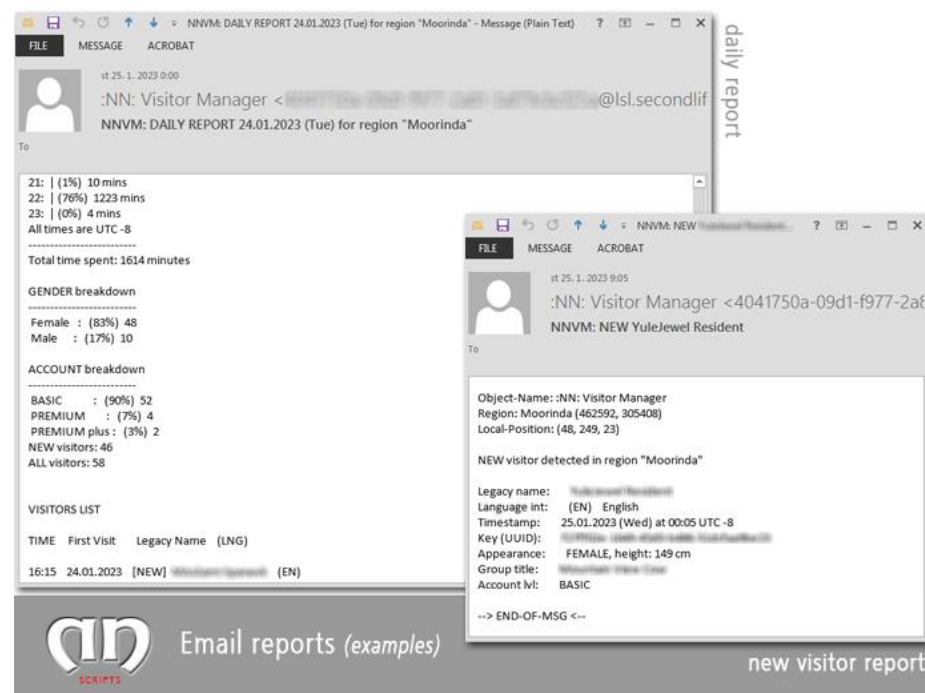 NNVM: DAILY REPORT 24.01.2023 (Tue) for region "Moorinda" - Message (Plain Text)
FILE MESSAGE ACROBAT
st 25. 1. 2023 0:00
:NN: Visitor Manager < @lsl.secondlif
NNVM: DAILY REPORT 24.01.2023 (Tue) for region "Moorinda"
To
21: | (1%) 10 mins
22: | (76%) 1223 mins
23: | (0%) 4 mins
All times are UTC -8
--------------------------
Total time spent: 1614 minutes
GENDER breakdown
--------------------------
Female : (83%) 48
Male : (17%) 10
ACCOUNT breakdown
--------------------------
BASIC : (90%) 52
PREMIUM : (7%) 4
PREMIUM plus : (3%) 2
NEW visitors: 46
ALL visitors: 58
VISITORS LIST
TIME First Visit Legacy Name (LNG)
16:15 24.01.2023 [NEW] (EN)
daily report
NNVM: NEW
FILE MESSAGE ACROBAT
st 25. 1. 2023 9:05
:NN: Visitor Manager <4041750a-09d1-f977-2a8
NNVM: NEW YuleJewel Resident
To
Object-Name: :NN: Visitor Manager
Region: Moorinda (462592, 305408)
Local-Position: (48, 249, 23)
NEW visitor detected in region "Moorinda"
Legacy name:
Language int: (EN) English
Timestamp: 25.01.2023 (Wed) at 00:05 UTC -8
Key (UUID):
Appearance: FEMALE, height: 149 cm
Group title:
Account lvl: BASIC
--> END-OF-MSG <--
SCRIPTS
Email reports (examples)
new visitor report